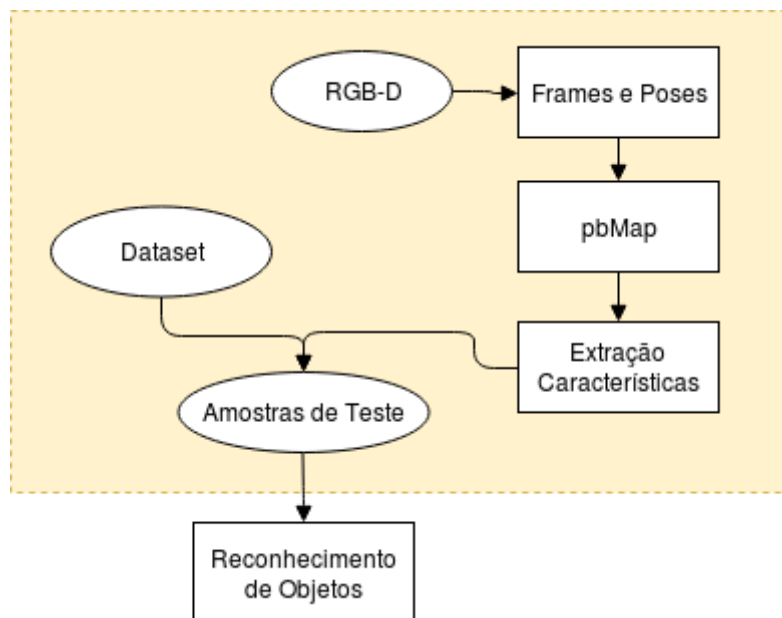 RGB-D
Frames e Poses
pbMap
Dataset
Extração
Características
Amostras de Teste
Reconhecimento
de Objetos